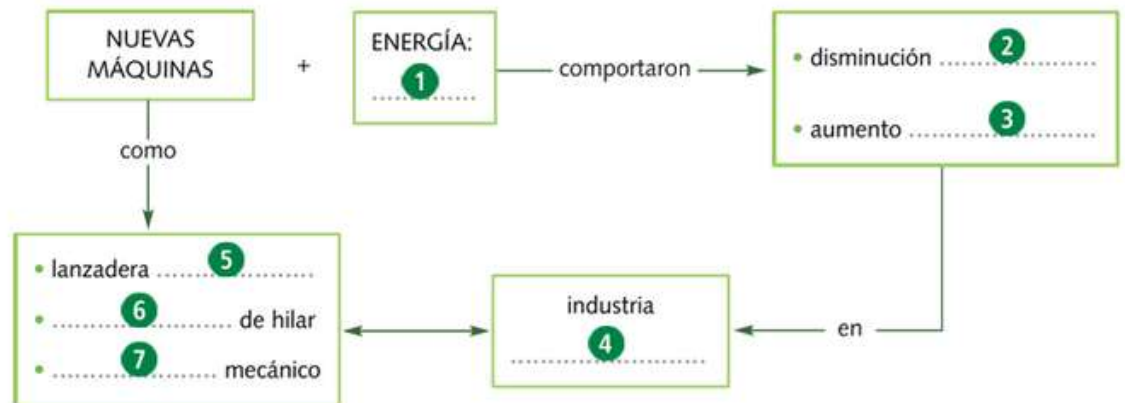 NUEVAS
MÁQUINAS
+
ENERGÍA:
1
comportaron
• disminución 2
• aumento 3
como
• lanzadera 5
• 6 de hilar
• 7 mecánico
industria
4
en